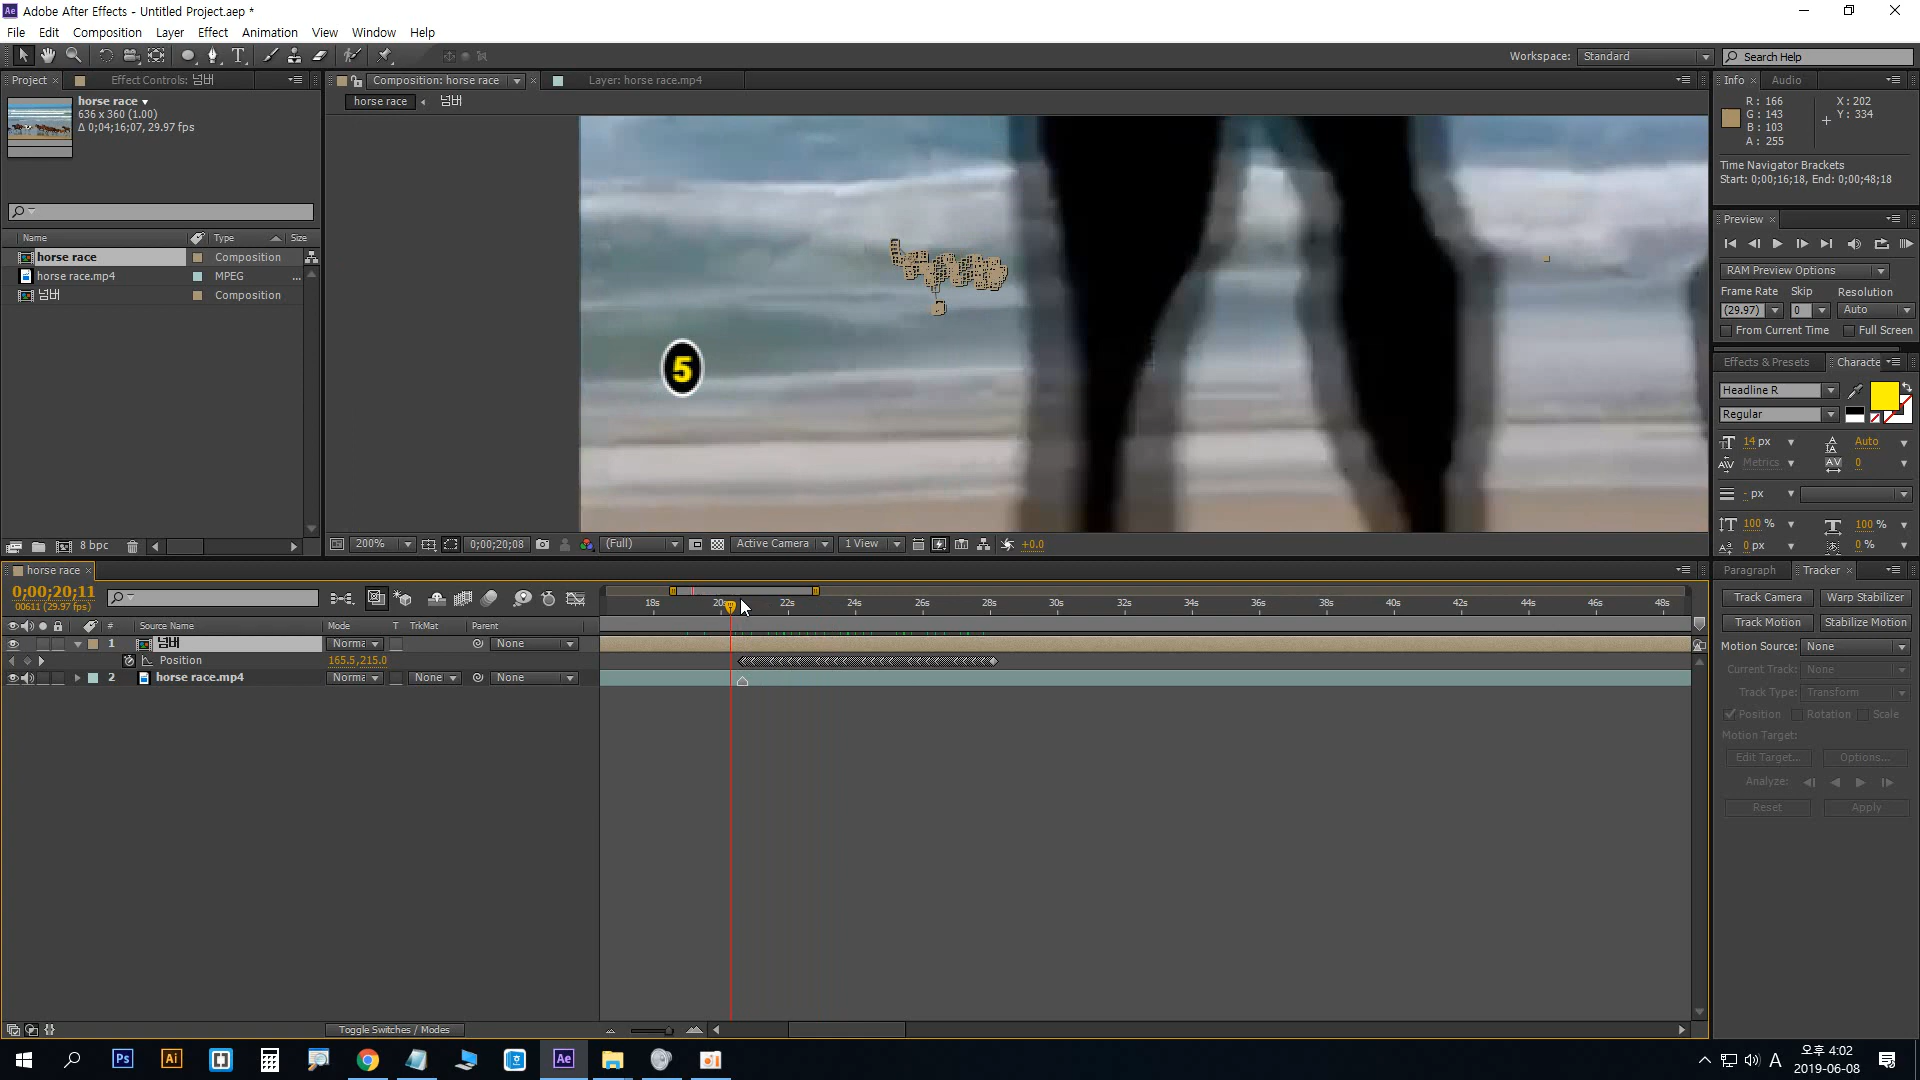 Adobe After Effects - Untitled Project.aep *
File Edit Composition Layer Effect Animation View Window Help
Workspace: Standard Search Help
Project Effect Controls: 넘버
horse race
636 x 360 (1.00)
Δ 0;04;16;07, 29.97 fps
Name Type Size
horse race Composition
horse race.mp4 MPEG ...
넘버 Composition
8 bpc
Composition: horse race Layer: horse race.mp4
horse race 넘버
5
200% 0;00;20;08 (Full) Active Camera 1 View +0.0
Info Audio
R : 166 X : 202
G : 143 Y : 334
B : 103
A : 255
Time Navigator Brackets
Start: 0;00;16;18, End: 0;00;48;18
Preview
RAM Preview Options
Frame Rate Skip Resolution
(29.97) 0 Auto
From Current Time Full Screen
Effects & Presets Characte
Headline R
Regular
14 px Auto
Metrics 0
- px
100 % 100 %
0 px 0 %
horse race
0;00;20;11
00611 (29.97 fps)
18s 20s 22s 24s 26s 28s 30s 32s 34s 36s 38s 40s 42s 44s 46s 48s
# Source Name Mode T TrkMat Parent
1 넘버 Norma None
Position 165.5,215.0
2 horse race.mp4 Norma None None
Toggle Switches / Modes
Paragraph Tracker
Track Camera Warp Stabilizer
Track Motion Stabilize Motion
Motion Source: None
Current Track: None
Track Type: Transform
Position Rotation Scale
Motion Target:
Edit Target... Options...
Analyze:
Reset Apply
Ps Ai Ae A
오후 4:02
2019-06-08